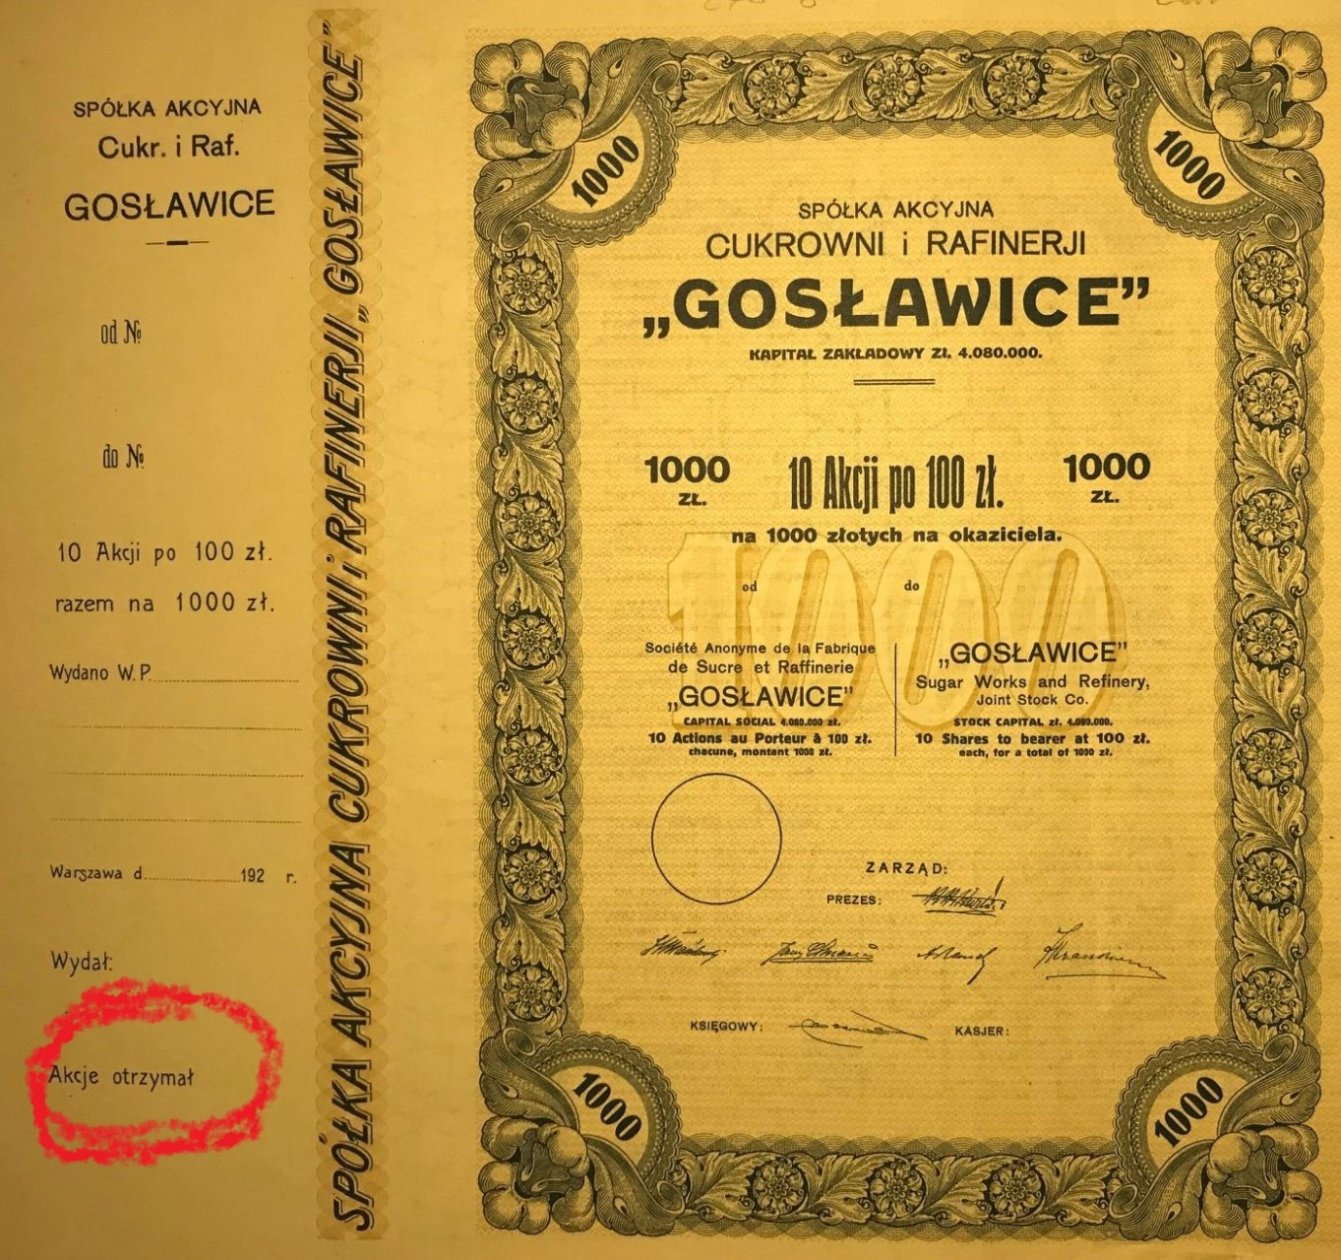 SPÓŁKA AKCYJNA
Cukr. i Raf.
GOSŁAWICE
od №
do №
10 Akcji po 100 zł.
razem na 1000 zł.
Wydano W. P.
Warszawa d 192 r.
Wydał:
Akcje otrzymał
SPÓŁKA AKCYJNA CUKROWNI i RAFINERJI „GOSŁAWICE”
1000
1000
SPÓŁKA AKCYJNA
CUKROWNI i RAFINERJI
„GOSŁAWICE”
KAPITAŁ ZAKŁADOWY Zł. 4.080.000.
1000 ZŁ.
10 Akcji po 100 zł.
1000 ZŁ.
na 1000 złotych na okaziciela.
1000
od do
Société Anonyme de la Fabrique
de Sucre et Raffinerie
„GOSŁAWICE”
CAPITAL SOCIAL 4.080.000 zł.
10 Actions au Porteur à 100 zł.
chacune, montant 1000 zł.
„GOSŁAWICE”
Sugar Works and Refinery,
Joint Stock Co.
STOCK CAPITAL zł. 4.080.000.
10 Shares to bearer at 100 zł.
each, for a total of 1000 zł.
ZARZĄD:
PREZES:
KSIĘGOWY:
KASJER:
1000
1000